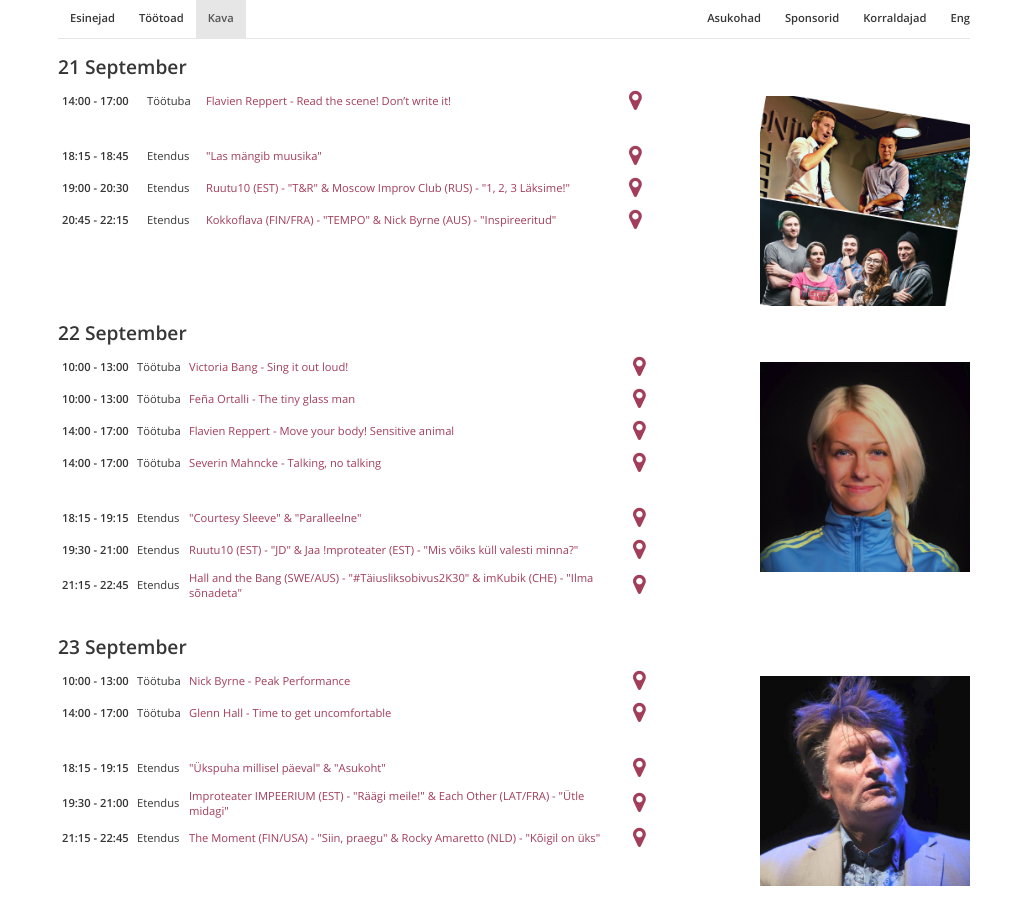 Esinejad Töötoad Kava Asukohad Sponsorid Korraldajad Eng
21 September
14:00 - 17:00 Töötuba Flavien Reppert - Read the scene! Don’t write it!
18:15 - 18:45 Etendus "Las mängib muusika"
19:00 - 20:30 Etendus Ruutu10 (EST) - "T&R" & Moscow Improv Club (RUS) - "1, 2, 3 Läksime!"
20:45 - 22:15 Etendus Kokkoflava (FIN/FRA) - "TEMPO" & Nick Byrne (AUS) - "Inspireeritud"
22 September
10:00 - 13:00 Töötuba Victoria Bang - Sing it out loud!
10:00 - 13:00 Töötuba Feña Ortalli - The tiny glass man
14:00 - 17:00 Töötuba Flavien Reppert - Move your body! Sensitive animal
14:00 - 17:00 Töötuba Severin Mahncke - Talking, no talking
18:15 - 19:15 Etendus "Courtesy Sleeve" & "Paralleelne"
19:30 - 21:00 Etendus Ruutu10 (EST) - "JD" & Jaa !mproteater (EST) - "Mis võiks küll valesti minna?"
21:15 - 22:45 Etendus Hall and the Bang (SWE/AUS) - "#Täiusliksobivus2K30" & imKubik (CHE) - "Ilma
sõnadeta"
23 September
10:00 - 13:00 Töötuba Nick Byrne - Peak Performance
14:00 - 17:00 Töötuba Glenn Hall - Time to get uncomfortable
18:15 - 19:15 Etendus "Ükspuha millisel päeval" & "Asukoht"
19:30 - 21:00 Etendus Improteater IMPEERIUM (EST) - "Räägi meile!" & Each Other (LAT/FRA) - "Ütle
midagi"
21:15 - 22:45 Etendus The Moment (FIN/USA) - "Siin, praegu" & Rocky Amaretto (NLD) - "Kõigil on üks"